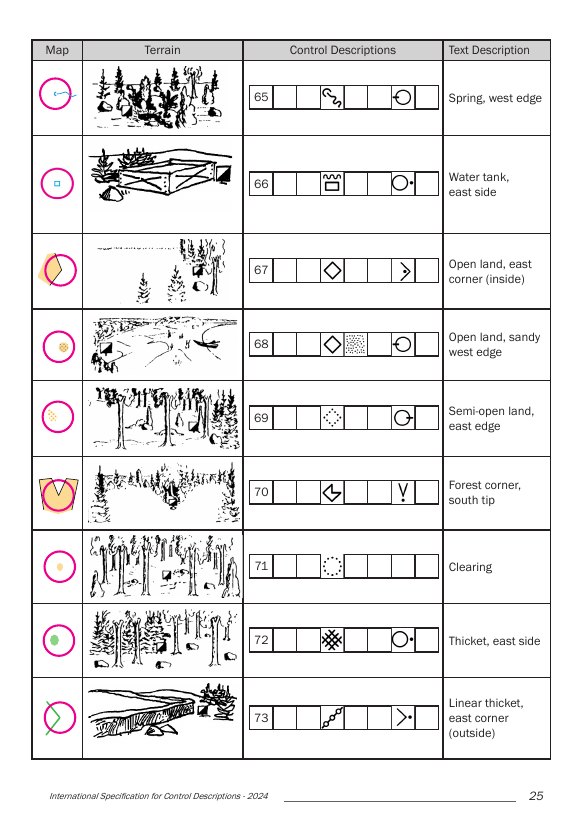 Map Terrain Control Descriptions Text Description
65 Spring, west edge
66 Water tank,
east side
67 Open land, east
corner (inside)
68 Open land, sandy
west edge
69 Semi-open land,
east edge
70 Forest corner,
south tip
71 Clearing
72 Thicket, east side
73 Linear thicket,
east corner
(outside)
International Specification for Control Descriptions - 2024 25